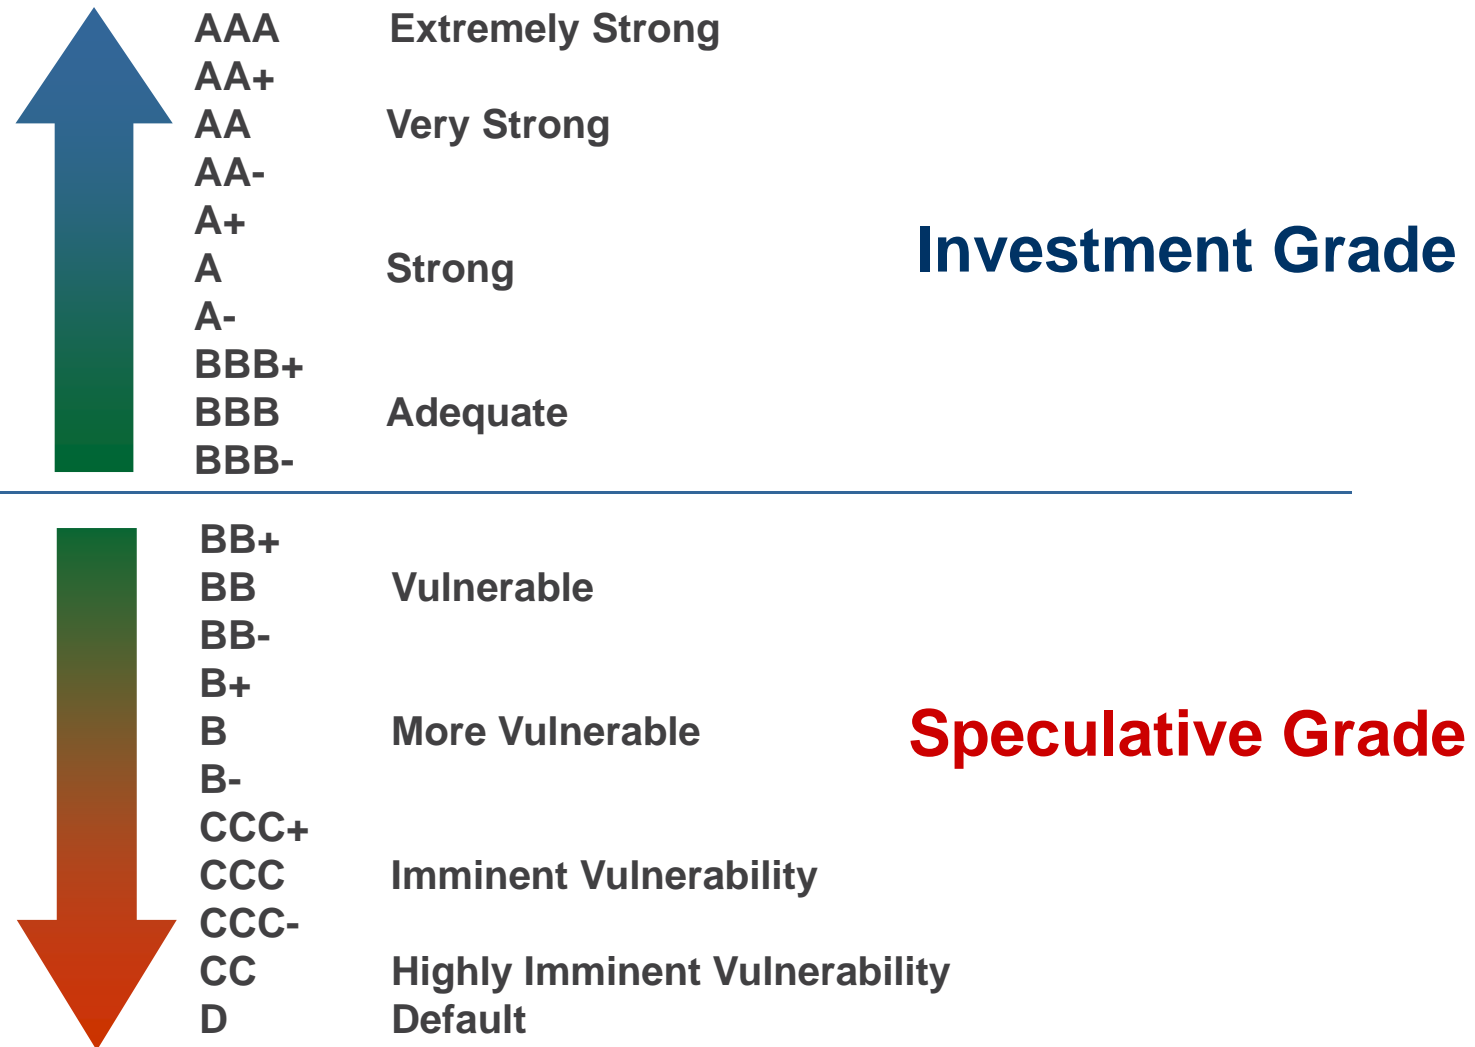 AAA Extremely Strong
AA+
AA Very Strong
AA-
A+
Investment Grade
A Strong
A-
BBB+
BBB Adequate
BBB-
BB+
BB Vulnerable
BB-
B+
B More Vulnerable
Speculative Grade
B-
CCC+
CCC Imminent Vulnerability
CCC-
CC Highly Imminent Vulnerability
D Default